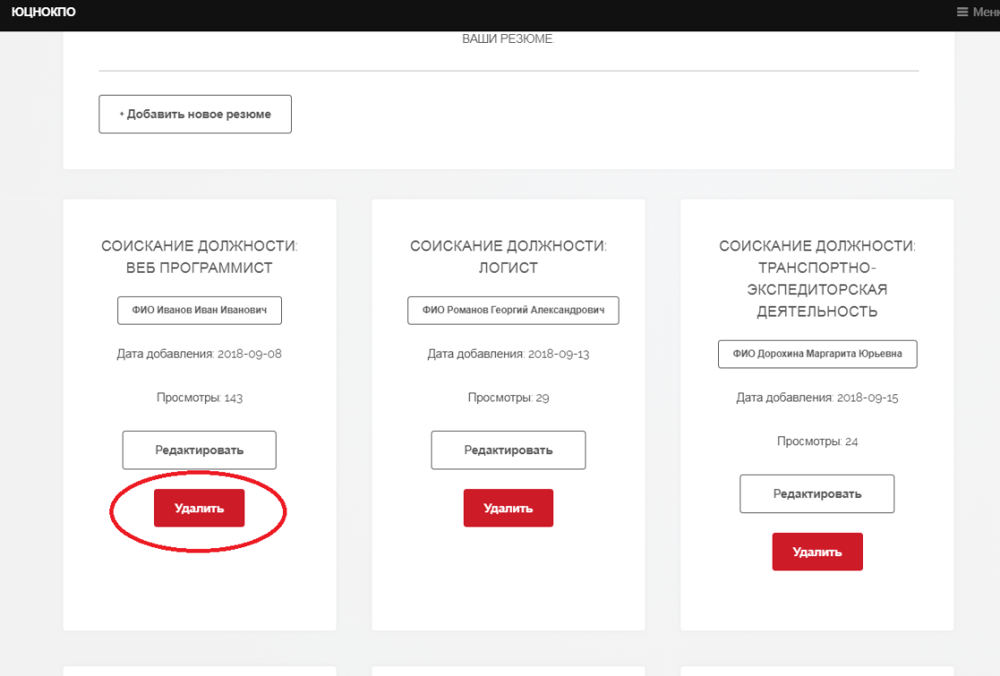 ЮЦНОКПО
☰ Меню
ВАШИ РЕЗЮМЕ.
+ Добавить новое резюме
СОИСКАНИЕ ДОЛЖНОСТИ:
ВЕБ ПРОГРАММИСТ
ФИО Иванов Иван Иванович
Дата добавления: 2018-09-08
Просмотры: 143
Редактировать
Удалить
СОИСКАНИЕ ДОЛЖНОСТИ:
ЛОГИСТ
ФИО Романов Георгий Александрович
Дата добавления: 2018-09-13
Просмотры: 29
Редактировать
Удалить
СОИСКАНИЕ ДОЛЖНОСТИ:
ТРАНСПОРТНО-
ЭКСПЕДИТОРСКАЯ
ДЕЯТЕЛЬНОСТЬ
ФИО Дорохина Маргарита Юрьевна
Дата добавления: 2018-09-15
Просмотры: 24
Редактировать
Удалить